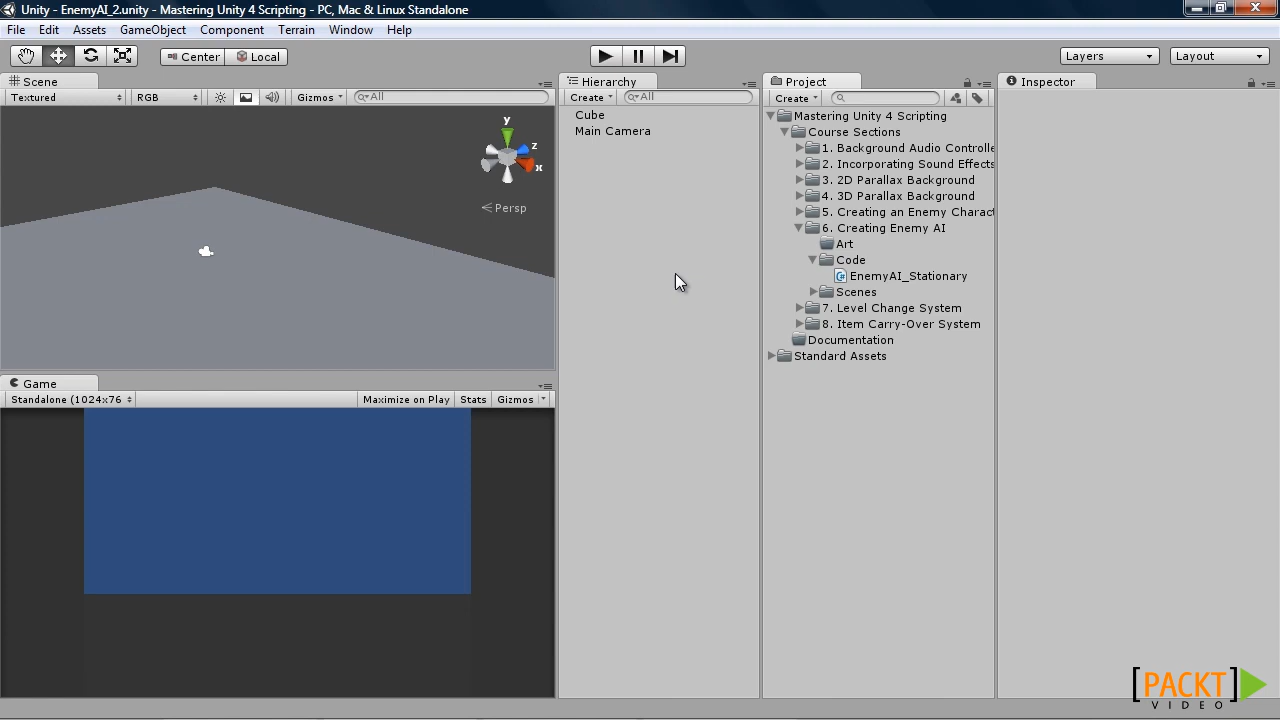 Unity - EnemyAI_2.unity - Mastering Unity 4 Scripting - PC, Mac & Linux Standalone
File Edit Assets GameObject Component Terrain Window Help
Center Local Layers Layout
Scene
Textured RGB Gizmos All
y
z
x
Persp
Game
Standalone (1024x76 Maximize on Play Stats Gizmos
Hierarchy
Create All
Cube
Main Camera
Project
Create
Mastering Unity 4 Scripting
Course Sections
1. Background Audio Controlle
2. Incorporating Sound Effects
3. 2D Parallax Background
4. 3D Parallax Background
5. Creating an Enemy Charact
6. Creating Enemy AI
Art
Code
EnemyAI_Stationary
Scenes
7. Level Change System
8. Item Carry-Over System
Documentation
Standard Assets
Inspector
[PACKT]
VIDEO